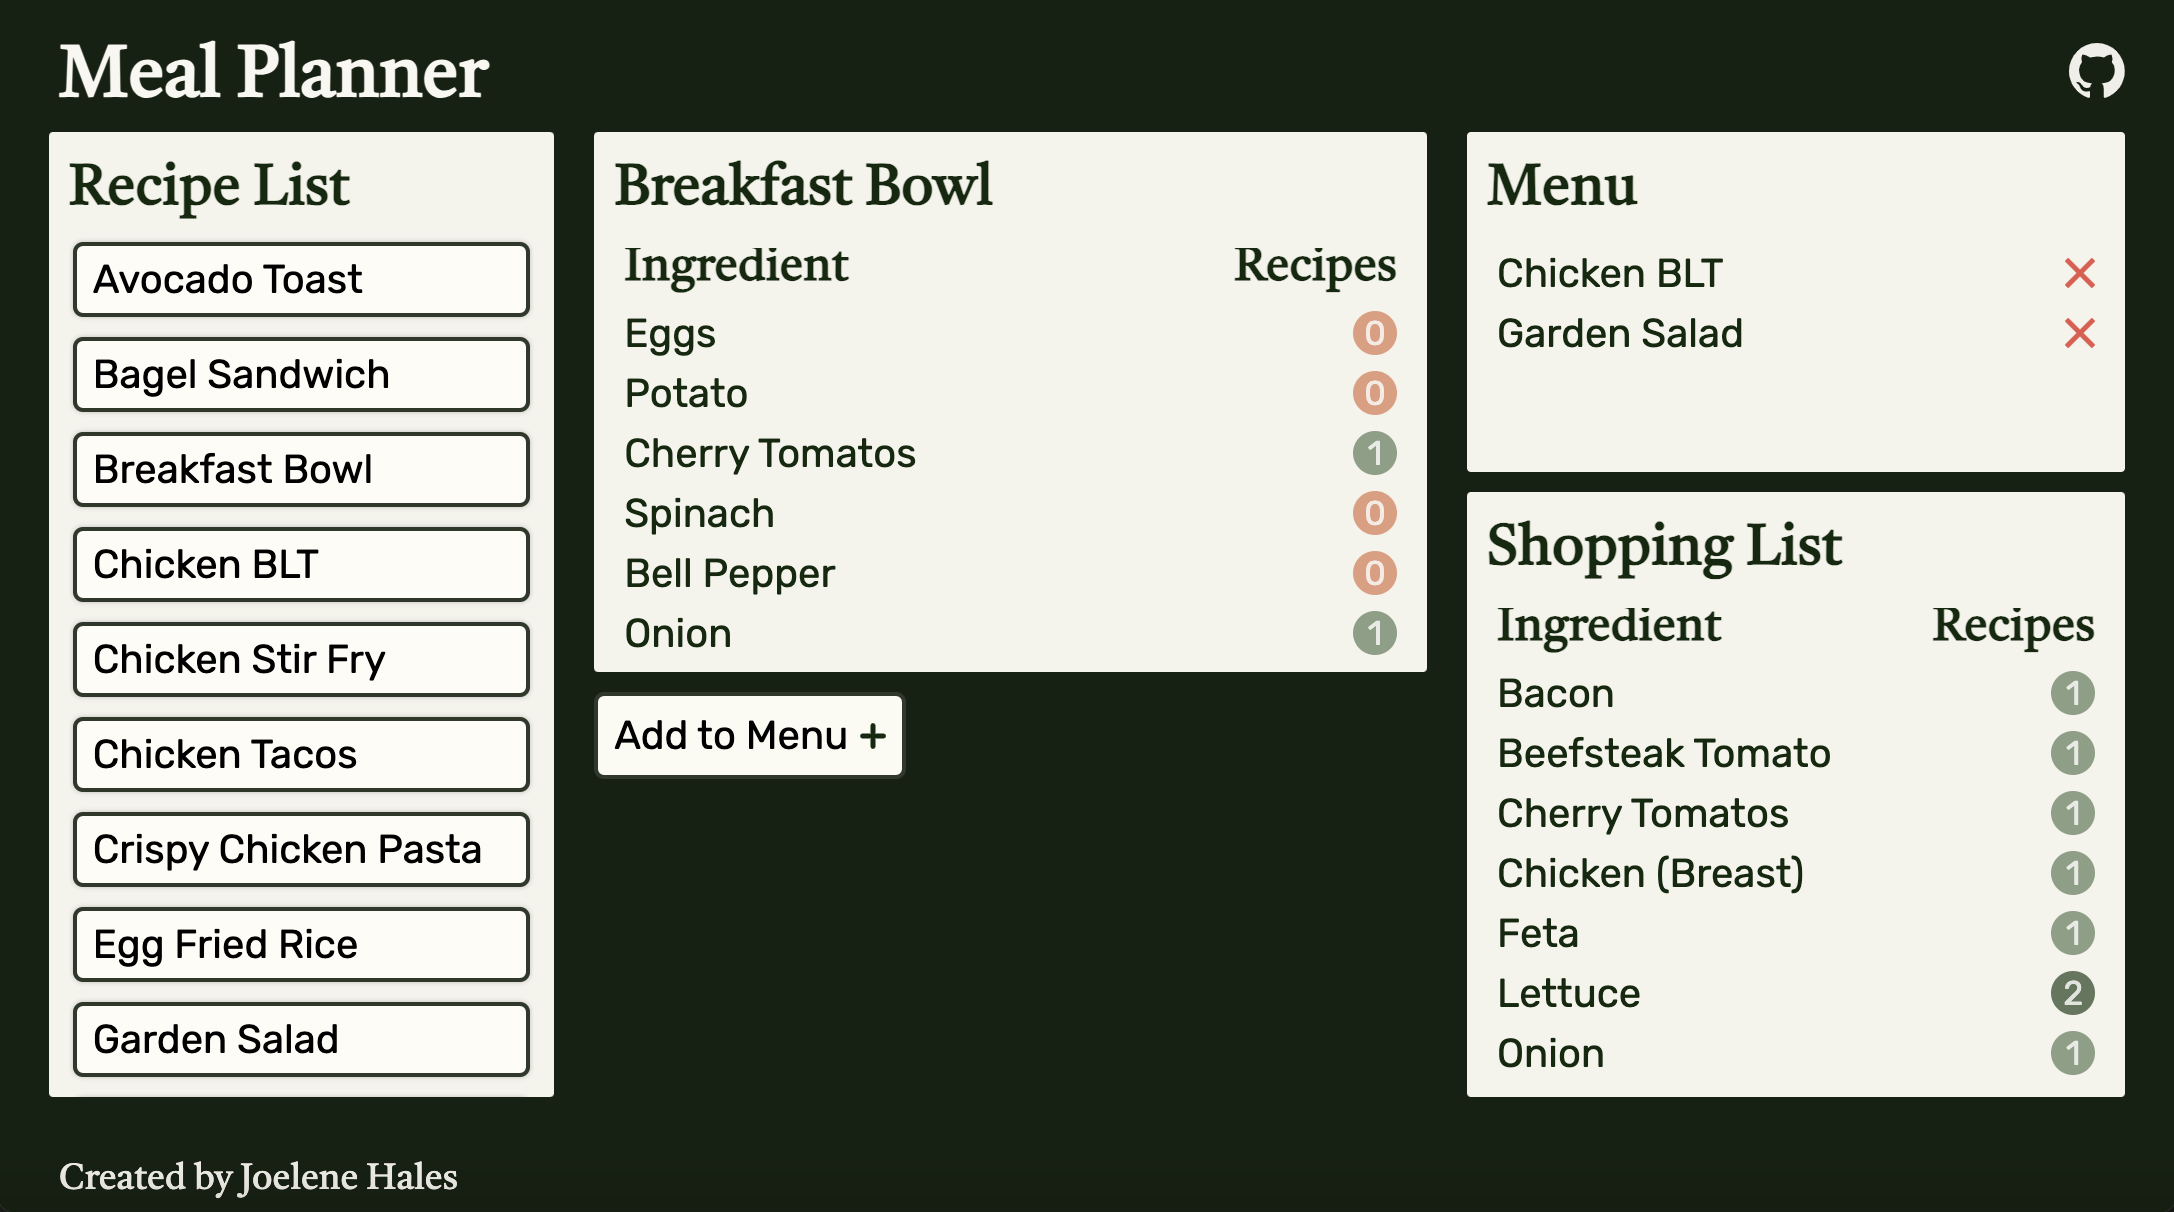 Meal Planner
Recipe List
Avocado Toast
Bagel Sandwich
Breakfast Bowl
Chicken BLT
Chicken Stir Fry
Chicken Tacos
Crispy Chicken Pasta
Egg Fried Rice
Garden Salad
Breakfast Bowl
Ingredient Recipes
Eggs 0
Potato 0
Cherry Tomatos 1
Spinach 0
Bell Pepper 0
Onion 1
Add to Menu +
Menu
Chicken BLT
Garden Salad
Shopping List
Ingredient Recipes
Bacon 1
Beefsteak Tomato 1
Cherry Tomatos 1
Chicken (Breast) 1
Feta 1
Lettuce 2
Onion 1
Created by Joelene Hales